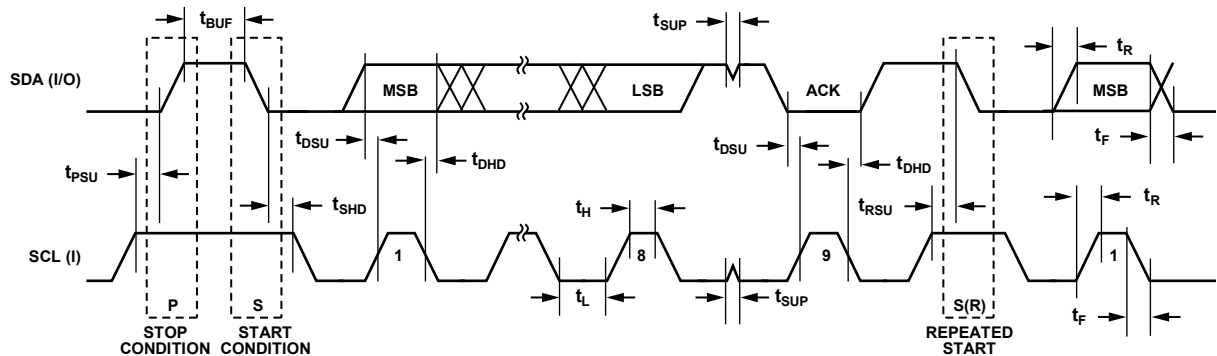 tBUF
tSUP
SDA (I/O)
MSB
LSB
ACK
tR
MSB
tF
tDSU
tDHD
tDSU
tDHD
tPSU
tSHD
tH
tRSU
tR
SCL (I)
1
8
9
1
P
S
tL
tSUP
S(R)
tF
STOP
CONDITION
START
CONDITION
REPEATED
START